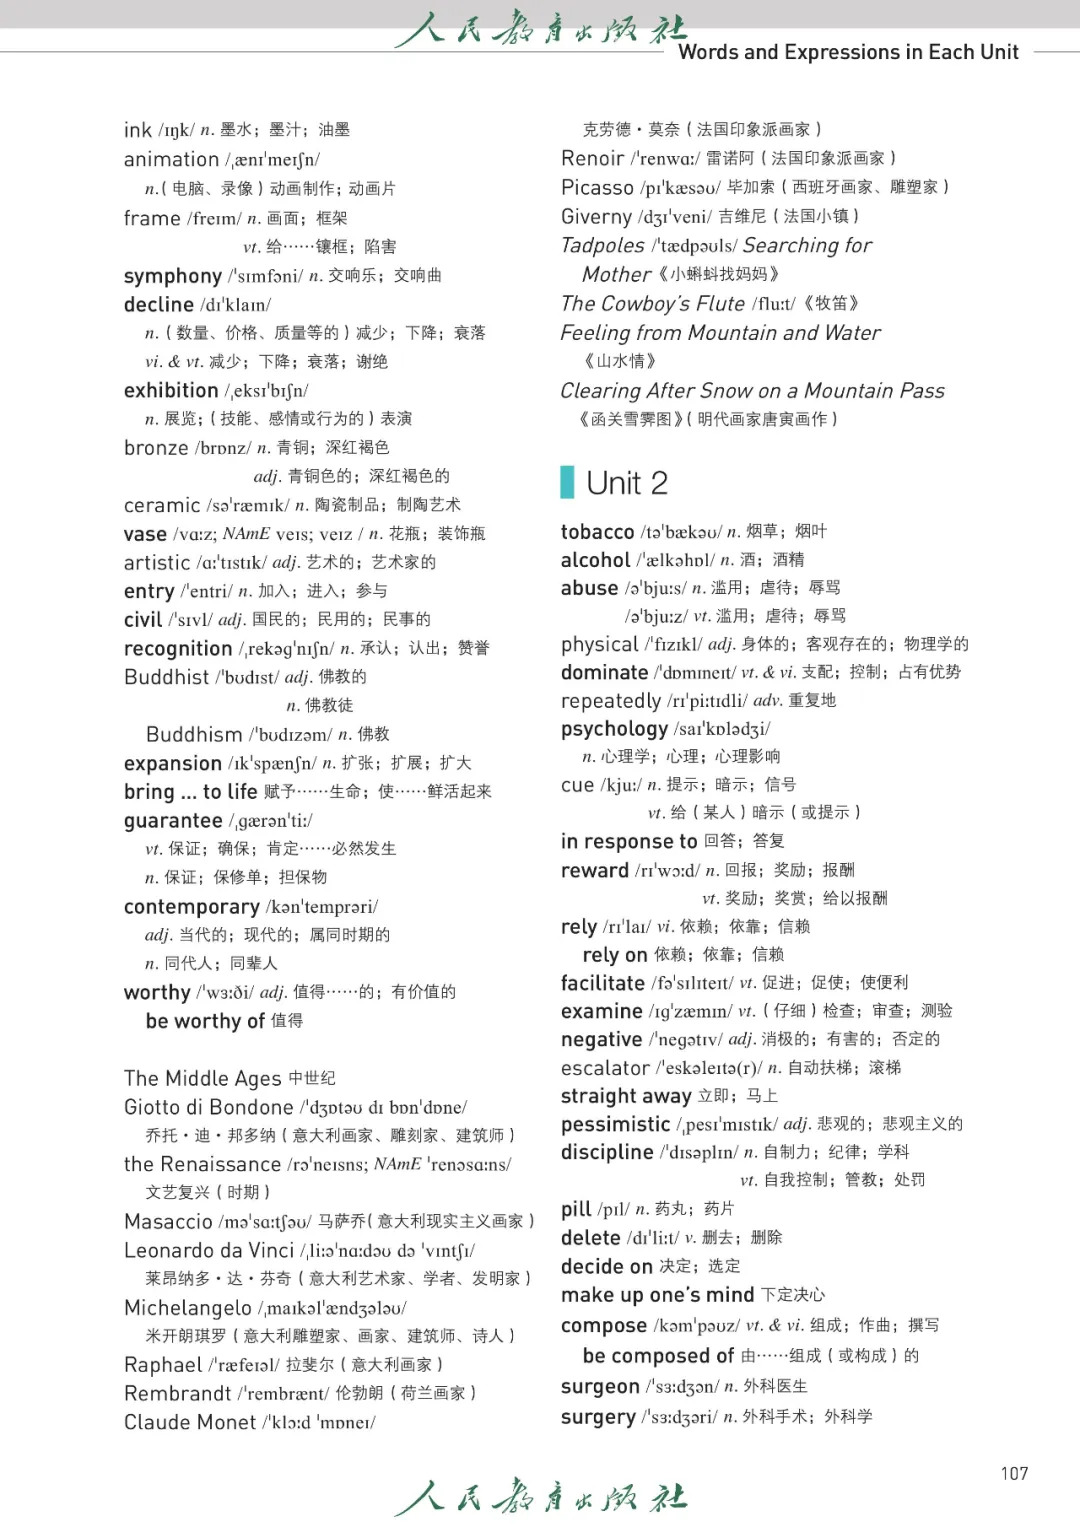 人民教育出版社
Words and Expressions in Each Unit
ink /ɪŋk/ n. 墨水；墨汁；油墨
animation /ˌænɪˈmeɪʃn/
n.（电脑、录像）动画制作；动画片
frame /freɪm/ n. 画面；框架
vt. 给……镶框；陷害
symphony /ˈsɪmfəni/ n. 交响乐；交响曲
decline /dɪˈklaɪn/
n.（数量、价格、质量等的）减少；下降；衰落
vi. & vt. 减少；下降；衰落；谢绝
exhibition /ˌeksɪˈbɪʃn/
n. 展览；（技能、感情或行为的）表演
bronze /brɒnz/ n. 青铜；深红褐色
adj. 青铜色的；深红褐色的
ceramic /səˈræmɪk/ n. 陶瓷制品；制陶艺术
vase /vɑːz; NAmE veɪs; veɪz / n. 花瓶；装饰瓶
artistic /ɑːˈtɪstɪk/ adj. 艺术的；艺术家的
entry /ˈentri/ n. 加入；进入；参与
civil /ˈsɪvl/ adj. 国民的；民用的；民事的
recognition /ˌrekəɡˈnɪʃn/ n. 承认；认出；赞誉
Buddhist /ˈbʊdɪst/ adj. 佛教的
n. 佛教徒
Buddhism /ˈbʊdɪzəm/ n. 佛教
expansion /ɪkˈspænʃn/ n. 扩张；扩展；扩大
bring ... to life 赋予……生命；使……鲜活起来
guarantee /ˌɡærənˈtiː/
vt. 保证；确保；肯定……必然发生
n. 保证；保修单；担保物
contemporary /kənˈtemprəri/
adj. 当代的；现代的；属同时期的
n. 同代人；同辈人
worthy /ˈwɜːði/ adj. 值得……的；有价值的
be worthy of 值得
The Middle Ages 中世纪
Giotto di Bondone /ˈdʒɒtəʊ dɪ bɒnˈdɒne/
乔托·迪·邦多纳（意大利画家、雕刻家、建筑师）
the Renaissance /rəˈneɪsns; NAmE ˈrenəsɑːns/
文艺复兴（时期）
Masaccio /məˈsɑːtʃəʊ/ 马萨乔（意大利现实主义画家）
Leonardo da Vinci /ˌliːəˈnɑːdəʊ də ˈvɪntʃɪ/
莱昂纳多·达·芬奇（意大利艺术家、学者、发明家）
Michelangelo /ˌmaɪkəlˈændʒələʊ/
米开朗琪罗（意大利雕塑家、画家、建筑师、诗人）
Raphael /ˈræfeɪəl/ 拉斐尔（意大利画家）
Rembrandt /ˈrembrænt/ 伦勃朗（荷兰画家）
Claude Monet /ˈklɔːd ˈmɒneɪ/
克劳德·莫奈（法国印象派画家）
Renoir /ˈrenwɑː/ 雷诺阿（法国印象派画家）
Picasso /pɪˈkæsəʊ/ 毕加索（西班牙画家、雕塑家）
Giverny /dʒɪˈveni/ 吉维尼（法国小镇）
Tadpoles /ˈtædpəʊls/ Searching for
Mother《小蝌蚪找妈妈》
The Cowboy's Flute /fluːt/《牧笛》
Feeling from Mountain and Water
《山水情》
Clearing After Snow on a Mountain Pass
《函关雪霁图》（明代画家唐寅画作）
Unit 2
tobacco /təˈbækəʊ/ n. 烟草；烟叶
alcohol /ˈælkəhɒl/ n. 酒；酒精
abuse /əˈbjuːs/ n. 滥用；虐待；辱骂
/əˈbjuːz/ vt. 滥用；虐待；辱骂
physical /ˈfɪzɪkl/ adj. 身体的；客观存在的；物理学的
dominate /ˈdɒmɪneɪt/ vt. & vi. 支配；控制；占有优势
repeatedly /rɪˈpiːtɪdli/ adv. 重复地
psychology /saɪˈkɒlədʒi/
n. 心理学；心理；心理影响
cue /kjuː/ n. 提示；暗示；信号
vt. 给（某人）暗示（或提示）
in response to 回答；答复
reward /rɪˈwɔːd/ n. 回报；奖励；报酬
vt. 奖励；奖赏；给以报酬
rely /rɪˈlaɪ/ vi. 依赖；依靠；信赖
rely on 依赖；依靠；信赖
facilitate /fəˈsɪlɪteɪt/ vt. 促进；促使；使便利
examine /ɪɡˈzæmɪn/ vt.（仔细）检查；审查；测验
negative /ˈneɡətɪv/ adj. 消极的；有害的；否定的
escalator /ˈeskəleɪtə(r)/ n. 自动扶梯；滚梯
straight away 立即；马上
pessimistic /ˌpesɪˈmɪstɪk/ adj. 悲观的；悲观主义的
discipline /ˈdɪsəplɪn/ n. 自制力；纪律；学科
vt. 自我控制；管教；处罚
pill /pɪl/ n. 药丸；药片
delete /dɪˈliːt/ v. 删去；删除
decide on 决定；选定
make up one's mind 下定决心
compose /kəmˈpəʊz/ vt. & vi. 组成；作曲；撰写
be composed of 由……组成（或构成）的
surgeon /ˈsɜːdʒən/ n. 外科医生
surgery /ˈsɜːdʒəri/ n. 外科手术；外科学
107
人民教育出版社